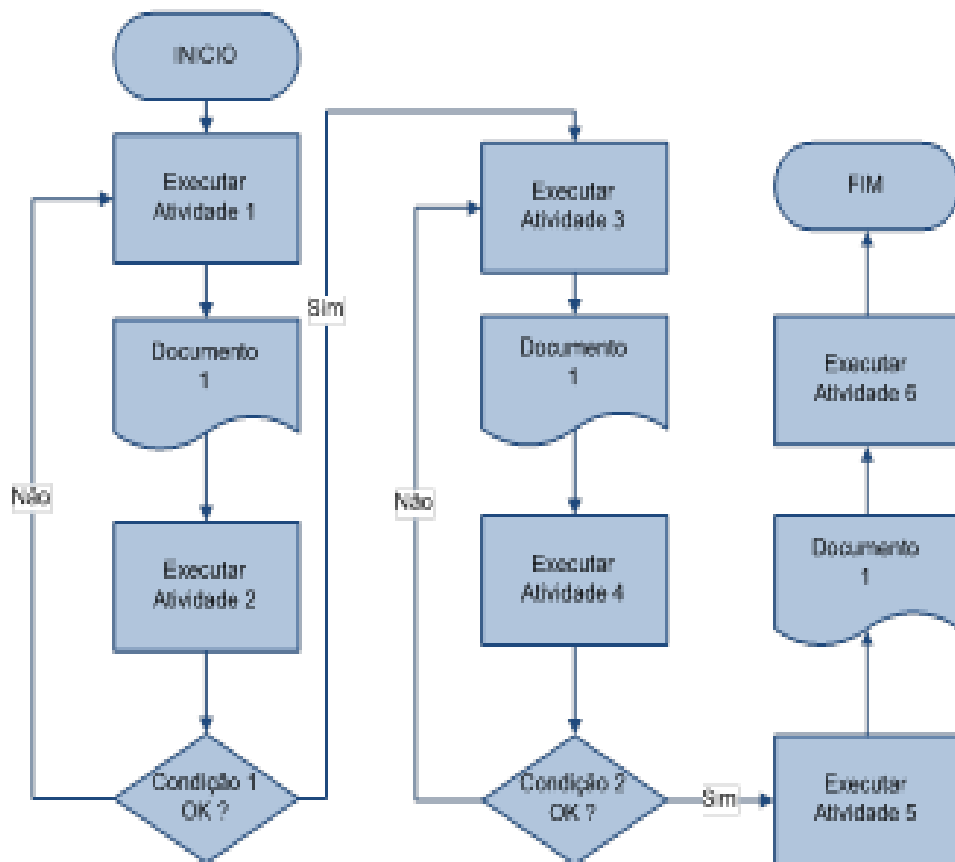 INICIO
Executar
Atividade 1
Documento
1
Não
Executar
Atividade 2
Condição 1
OK ?
Sim
Executar
Atividade 3
Documento
1
Não
Executar
Atividade 4
Condição 2
OK ?
Sim
Executar
Atividade 5
Documento
1
Executar
Atividade 6
FIM